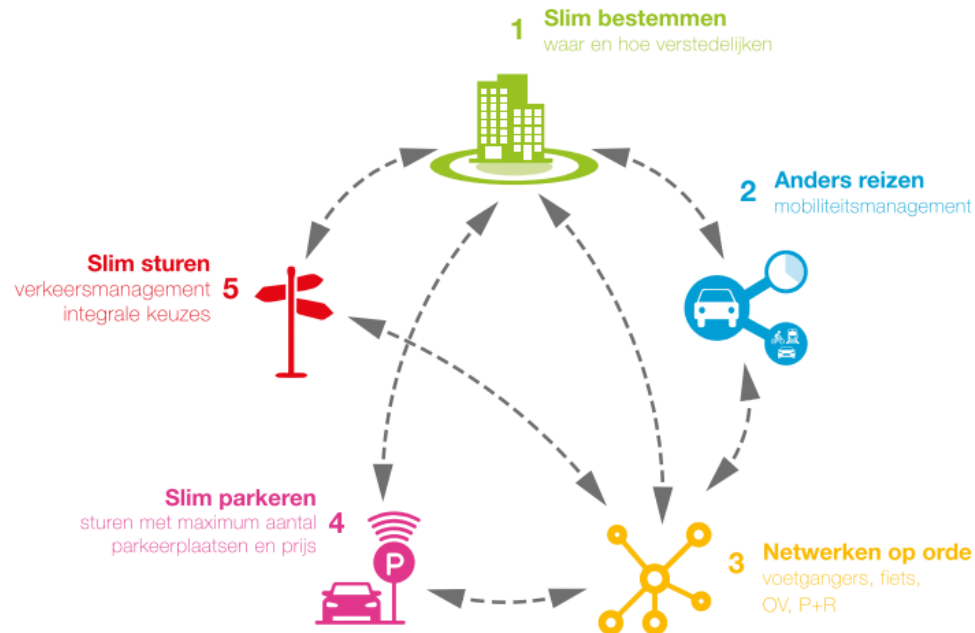 1
Slim bestemmen
waar en hoe verstedelijken
2
Anders reizen
mobiliteitsmanagement
3
Netwerken op orde
voetgangers, fiets,
OV, P+R
4
Slim parkeren
sturen met maximum aantal
parkeerplaatsen en prijs
P
5
Slim sturen
verkeersmanagement
integrale keuzes